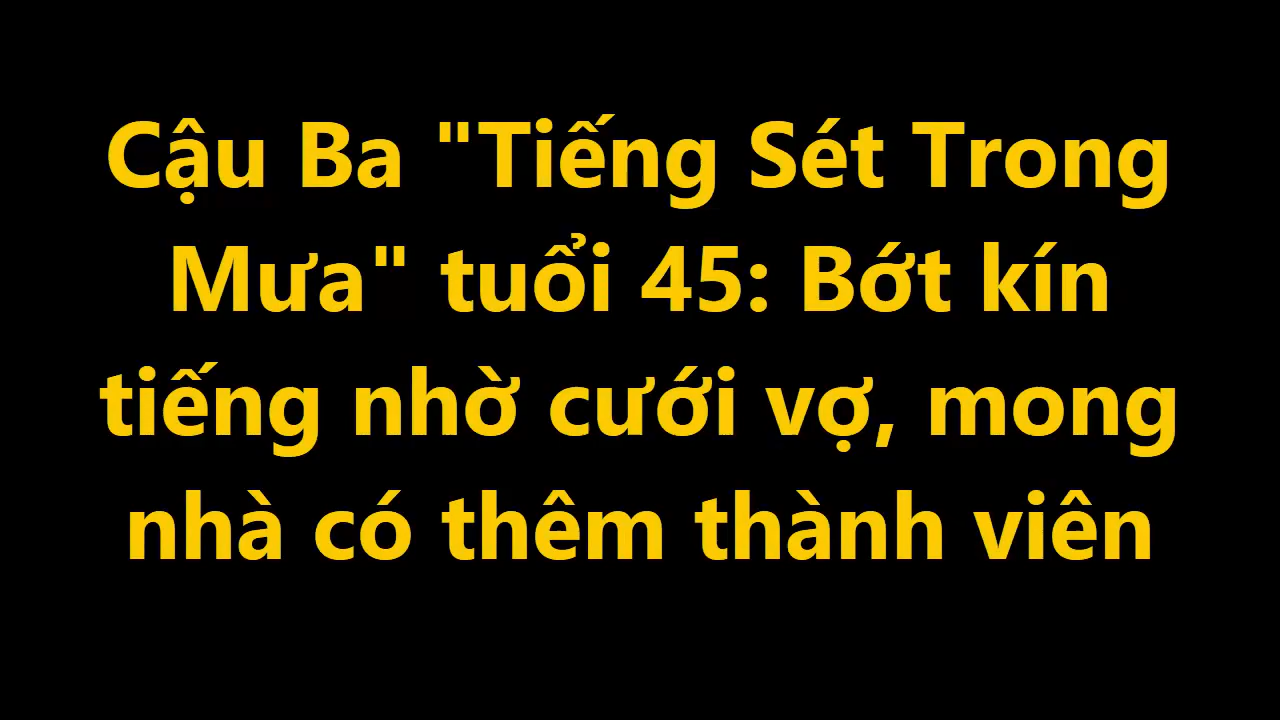 Cậu Ba "Tiếng Sét Trong
Mưa" tuổi 45: Bớt kín
tiếng nhờ cưới vợ, mong
nhà có thêm thành viên